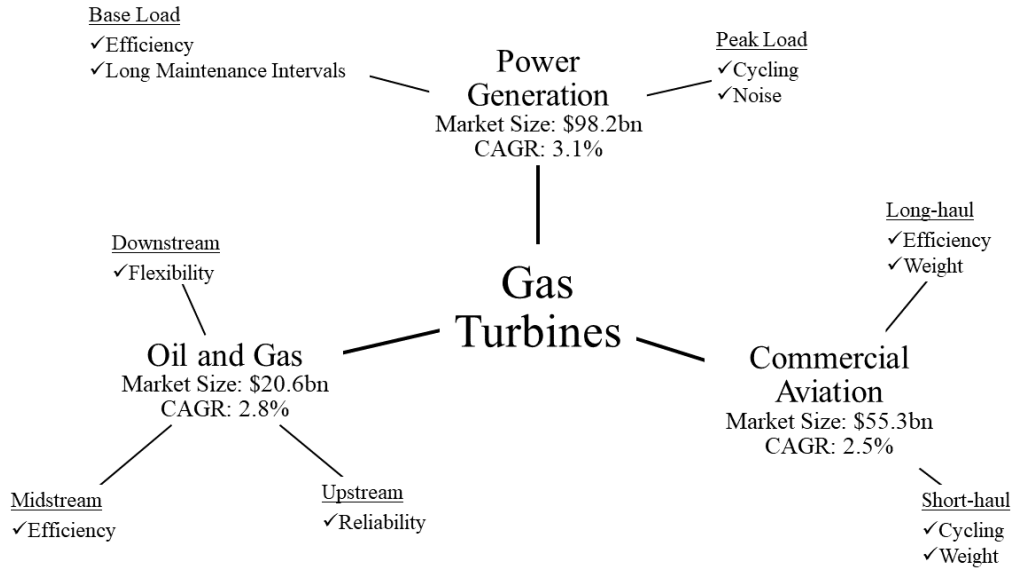 Base Load
✓Efficiency
✓Long Maintenance Intervals
Power
Generation
Market Size: $98.2bn
CAGR: 3.1%
Peak Load
✓Cycling
✓Noise
Gas
Turbines
Downstream
✓Flexibility
Oil and Gas
Market Size: $20.6bn
CAGR: 2.8%
Midstream
✓Efficiency
Upstream
✓Reliability
Long-haul
✓Efficiency
✓Weight
Commercial
Aviation
Market Size: $55.3bn
CAGR: 2.5%
Short-haul
✓Cycling
✓Weight